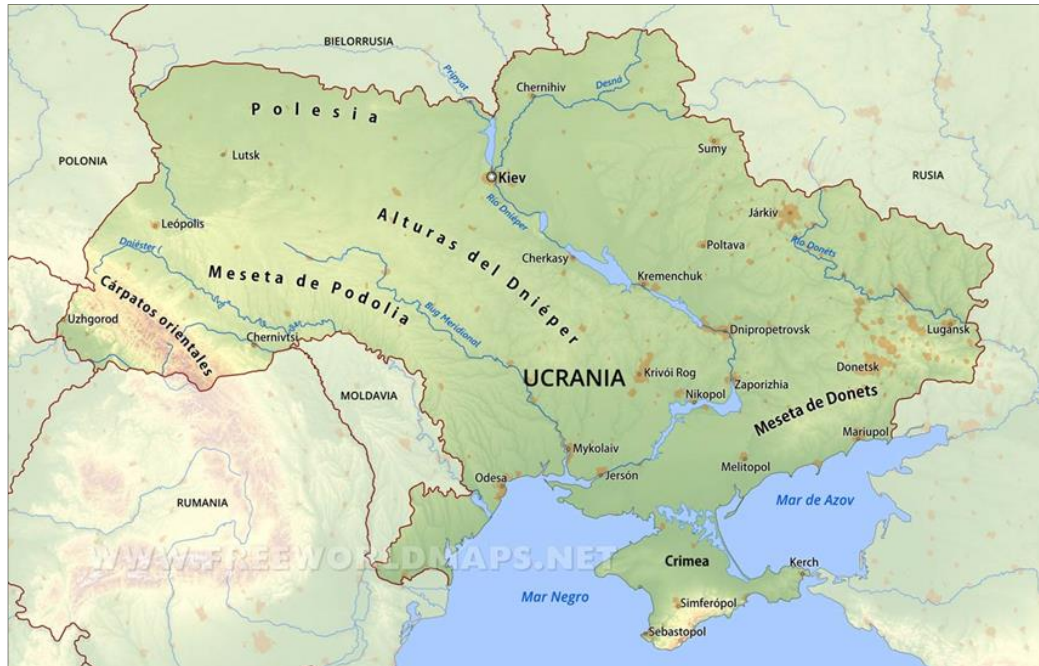 BIELORRUSIA
Pripyat
Desná
Chernihiv
Polesia
POLONIA
Lutsk
Sumy
RUSIA
Kiev
Río Dniéper
Járkiv
Leópolis
Alturas del Dniéper
Poltava
Río Donéts
Dniéster
Cherkasy
Meseta de Podolia
Kremenchuk
Cárpatos orientales
Bug Meridional
Uzhgorod
Chernivtsi
Dnipropetrovsk
Lugansk
Donetsk
UCRANIA
Krivói Rog
Zaporizhia
Nikopol
MOLDAVIA
Meseta de Donets
Mariupol
Mykolaiv
Melitopol
Odesa
Jersón
RUMANIA
Mar de Azov
WWW.FREEWORLDMAPS.NET
Crimea
Kerch
Mar Negro
Simferópol
Sebastopol